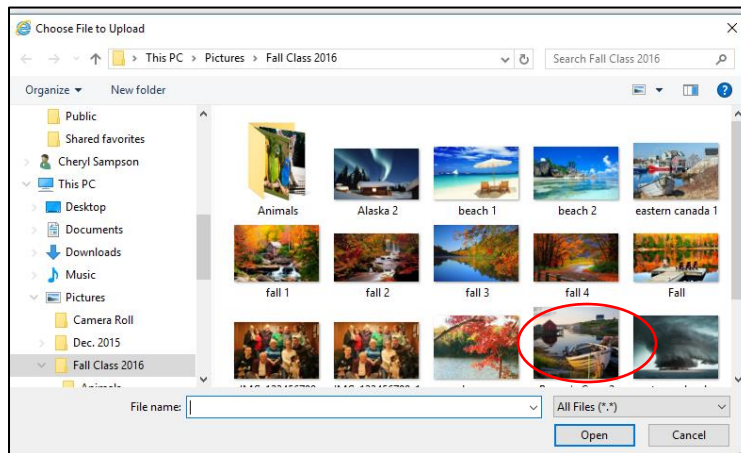 Choose File to Upload
This PC > Pictures > Fall Class 2016
Search Fall Class 2016
Organize New folder
Public
Shared favorites
Cheryl Sampson
This PC
Desktop
Documents
Downloads
Music
Pictures
Camera Roll
Dec. 2015
Fall Class 2016
Animals
Animals Alaska 2 beach 1 beach 2 eastern canada 1
fall 1 fall 2 fall 3 fall 4 Fall
File name: All Files (*.*)
Open Cancel